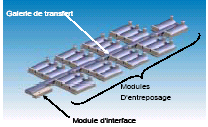 Galerie de transfert
Modules
D'entreposage
Module d'interface